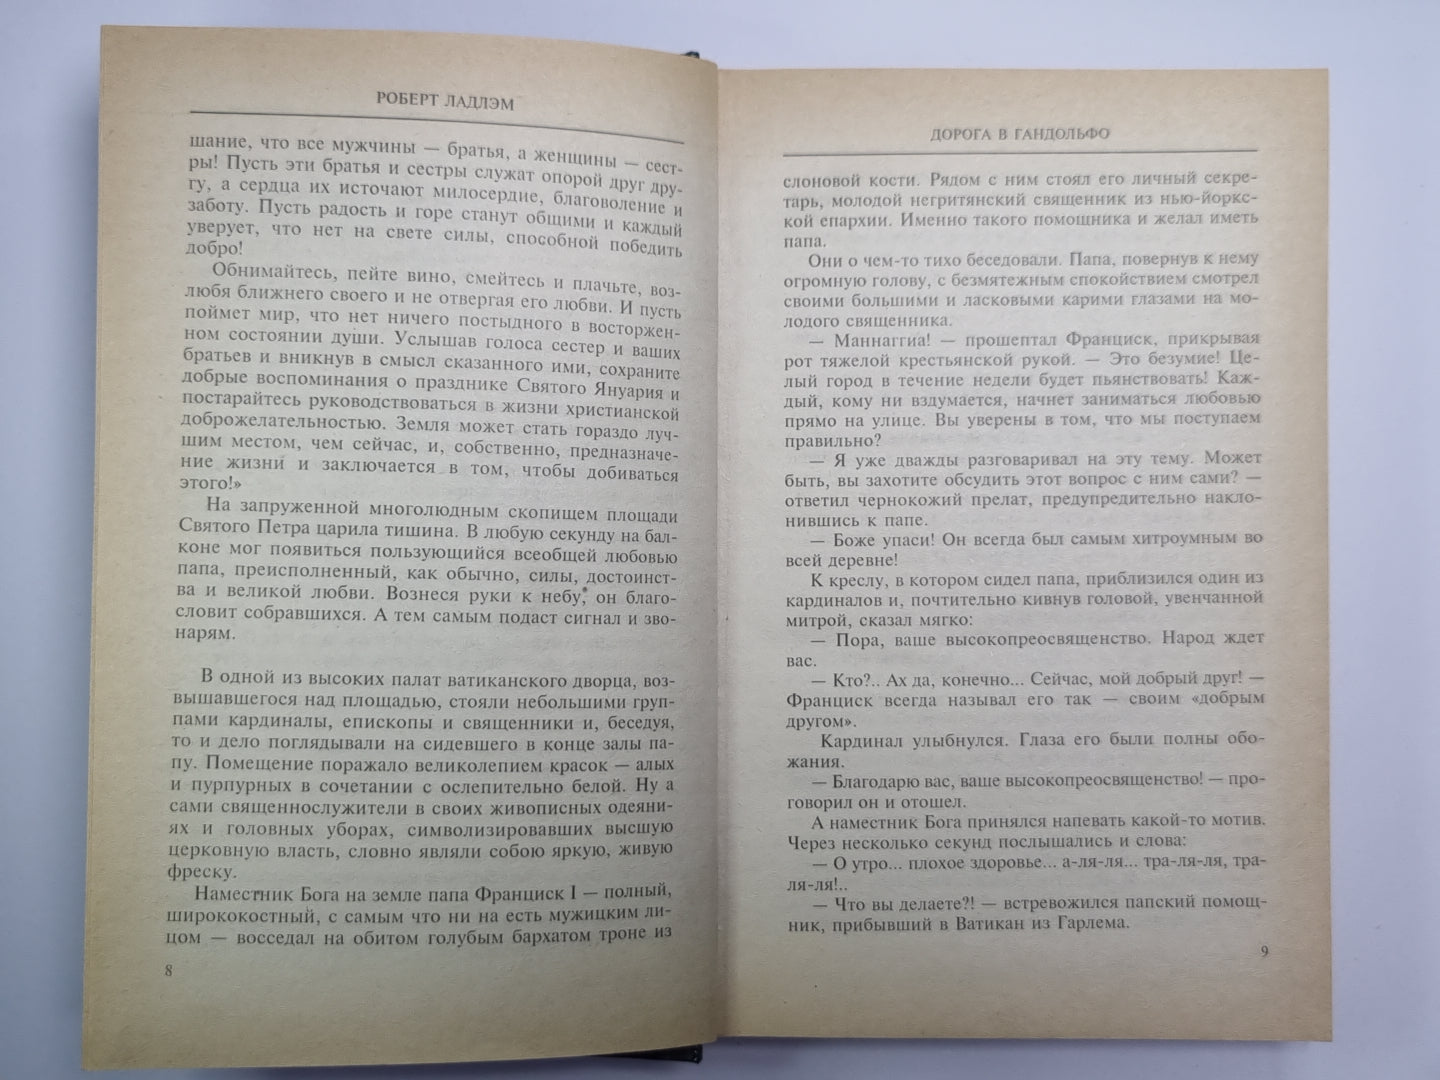 РОБЕРТ ЛАДЛЭМ
шание, что все мужчины — братья, а женщины — сест-
ры! Пусть эти братья и сестры служат опорой друг дру-
гу, а сердца их источают милосердие, благоволение и
заботу. Пусть радость и горе станут общими и каждый
уверует, что нет на свете силы, способной победить
добро!
Обнимайтесь, пейте вино, смейтесь и плачьте, воз-
любя ближнего своего и не отвергая его любви. И пусть
поймет мир, что нет ничего постыдного в восторжен-
ном состоянии души. Услышав голоса сестер и ваших
братьев и вникнув в смысл сказанного ими, сохраните
добрые воспоминания о празднике Святого Януария и
постарайтесь руководствоваться в жизни христианской
доброжелательностью. Земля может стать гораздо луч-
шим местом, чем сейчас, и, собственно, предназначе-
ние жизни и заключается в том, чтобы добиваться
этого!»
На запруженной многолюдным скопищем площади
Святого Петра царила тишина. В любую секунду на бал-
коне мог появиться пользующийся всеобщей любовью
папа, преисполненный, как обычно, силы, достоинст-
ва и великой любви. Вознеся руки к небу, он благо-
словит собравшихся. А тем самым подаст сигнал и зво-
нарям.
В одной из высоких палат ватиканского дворца, воз-
вышавшегося над площадью, стояли небольшими груп-
пами кардиналы, епископы и священники и, беседуя,
то и дело поглядывали на сидевшего в конце залы па-
пу. Помещение поражало великолепием красок — алых
и пурпурных в сочетании с ослепительно белой. Ну а
сами священнослужители в своих живописных одеяни-
ях и головных уборах, символизировавших высшую
церковную власть, словно являли собою яркую, живую
фреску.
Наместник Бога на земле папа Франциск I — полный,
ширококостный, с самым что ни на есть мужицким ли-
цом — восседал на обитом голубым бархатом троне из
8
ДОРОГА В ГАНДОЛЬФО
слоновой кости. Рядом с ним стоял его личный секре-
тарь, молодой негритянский священник из нью-йоркс-
кой епархии. Именно такого помощника и желал иметь
папа.
Они о чем-то тихо беседовали. Папа, повернув к нему
огромную голову, с безмятежным спокойствием смотрел
своими большими и ласковыми карими глазами на мо-
лодого священника.
— Маннаггиа! — прошептал Франциск, прикрывая
рот тяжелой крестьянской рукой. — Это безумие! Це-
лый город в течение недели будет пьянствовать! Каж-
дый, кому ни вздумается, начнет заниматься любовью
прямо на улице. Вы уверены в том, что мы поступаем
правильно?
— Я уже дважды разговаривал на эту тему. Может
быть, вы захотите обсудить этот вопрос с ним сами? —
ответил чернокожий прелат, предупредительно накло-
нившись к папе.
— Боже упаси! Он всегда был самым хитроумным во
всей деревне!
К креслу, в котором сидел папа, приблизился один из
кардиналов и, почтительно кивнув головой, увенчанной
митрой, сказал мягко:
— Пора, ваше высокопреосвященство. Народ ждет
вас.
— Кто?.. Ах да, конечно... Сейчас, мой добрый друг! —
Франциск всегда называл его так — своим «добрым
другом».
Кардинал улыбнулся. Глаза его были полны обо-
жания.
— Благодарю вас, ваше высокопреосвященство! — про-
говорил он и отошел.
А наместник Бога принялся напевать какой-то мотив.
Через несколько секунд послышались и слова:
— О утро... плохое здоровье... а-ля-ля... тра-ля-ля, тра-
ля-ля!..
— Что вы делаете?! — встревожился папский помощ-
ник, прибывший в Ватикан из Гарлема.
9